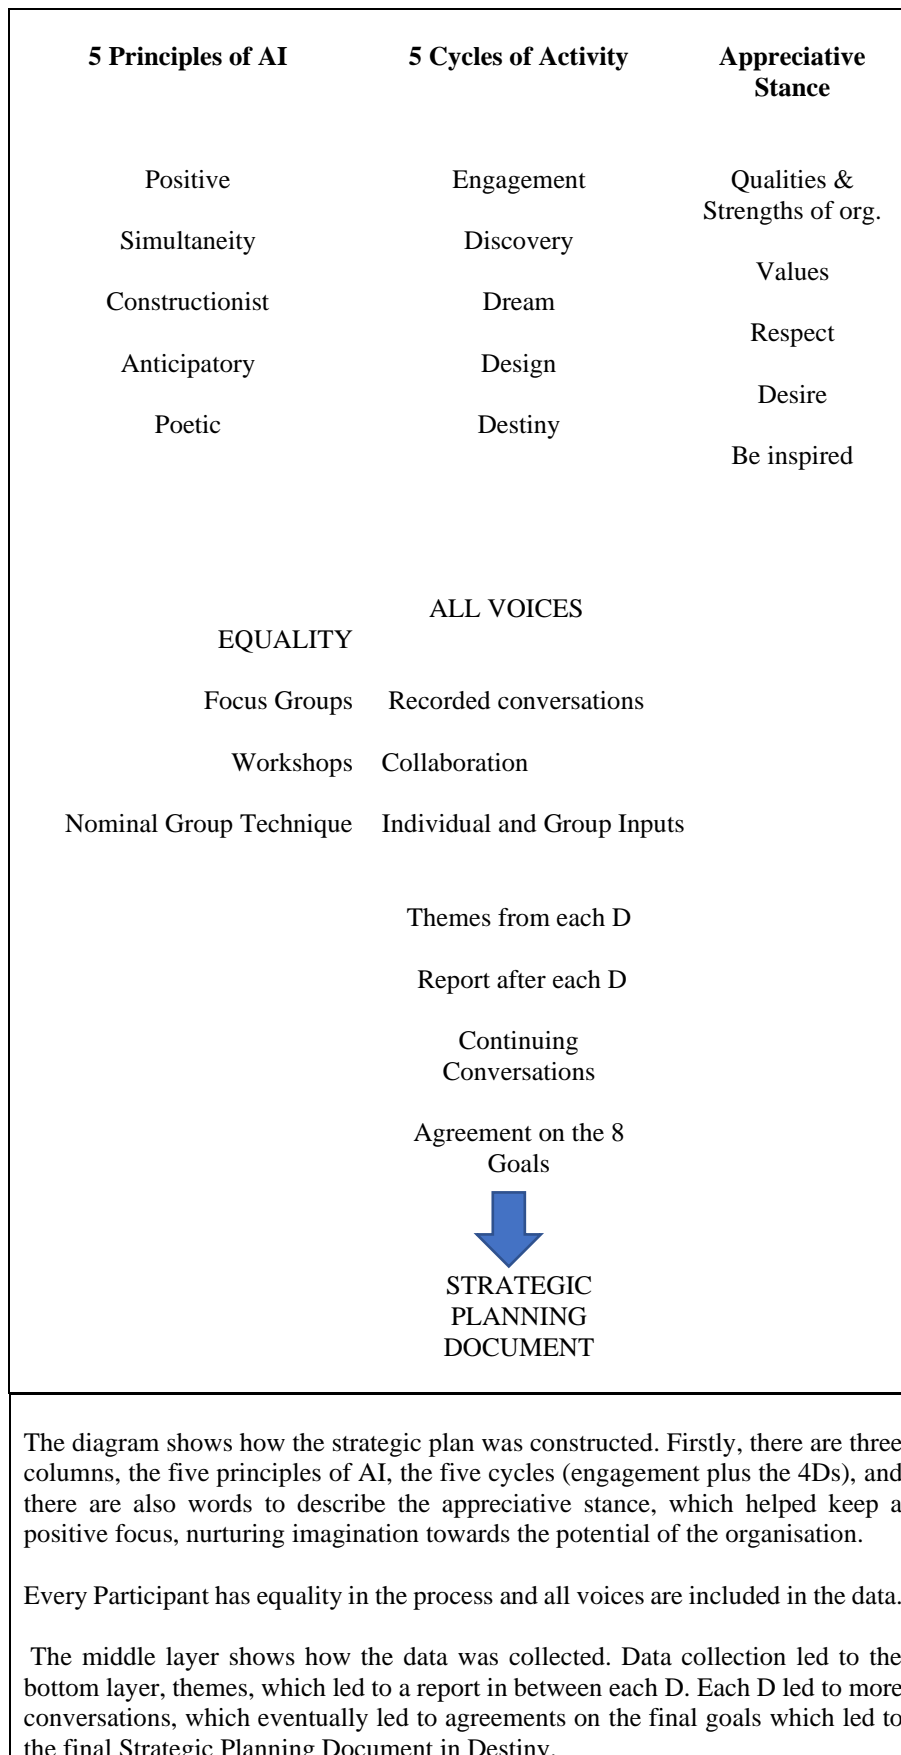 5 Principles of AI 5 Cycles of Activity Appreciative
Stance
Positive Engagement Qualities &
Strengths of org.
Simultaneity Discovery
Values
Constructionist Dream
Respect
Anticipatory Design
Desire
Poetic Destiny
Be inspired
ALL VOICES
EQUALITY
Focus Groups Recorded conversations
Workshops Collaboration
Nominal Group Technique Individual and Group Inputs
Themes from each D
Report after each D
Continuing
Conversations
Agreement on the 8
Goals
STRATEGIC
PLANNING
DOCUMENT
The diagram shows how the strategic plan was constructed. Firstly, there are three
columns, the five principles of AI, the five cycles (engagement plus the 4Ds), and
there are also words to describe the appreciative stance, which helped keep a
positive focus, nurturing imagination towards the potential of the organisation.
Every Participant has equality in the process and all voices are included in the data.
The middle layer shows how the data was collected. Data collection led to the
bottom layer, themes, which led to a report in between each D. Each D led to more
conversations, which eventually led to agreements on the final goals which led to
the final Strategic Planning Document in Destiny.